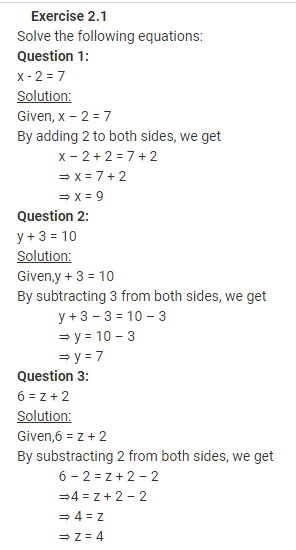 Exercise 2.1
Solve the following equations:
Question 1:
x - 2 = 7
Solution:
Given, x – 2 = 7
By adding 2 to both sides, we get
x – 2 + 2 = 7 + 2
⇒ x = 7 + 2
⇒ x = 9
Question 2:
y + 3 = 10
Solution:
Given,y + 3 = 10
By subtracting 3 from both sides, we get
y + 3 – 3 = 10 – 3
⇒ y = 10 – 3
⇒ y = 7
Question 3:
6 = z + 2
Solution:
Given,6 = z + 2
By substracting 2 from both sides, we get
6 – 2 = z + 2 – 2
⇒4 = z + 2 – 2
⇒ 4 = z
⇒ z = 4